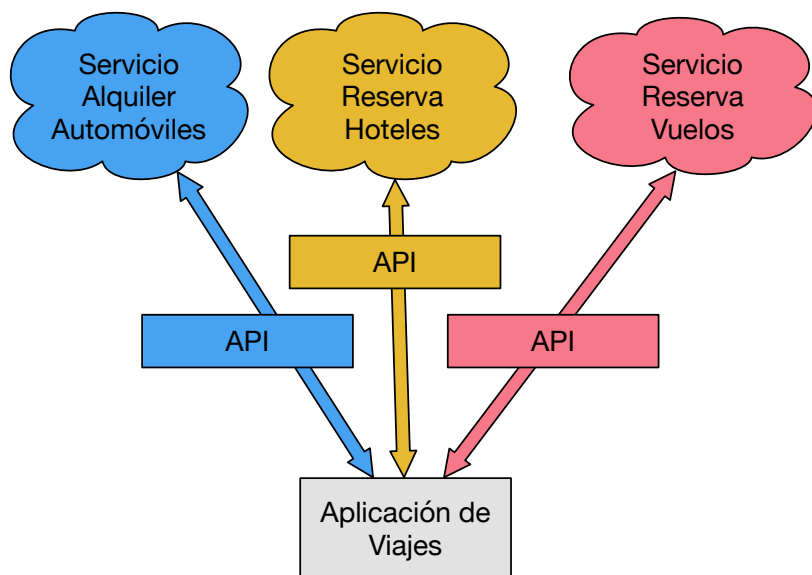 Servicio
Alquiler
Automóviles
Servicio
Reserva
Hoteles
Servicio
Reserva
Vuelos
API
API
API
Aplicación de
Viajes